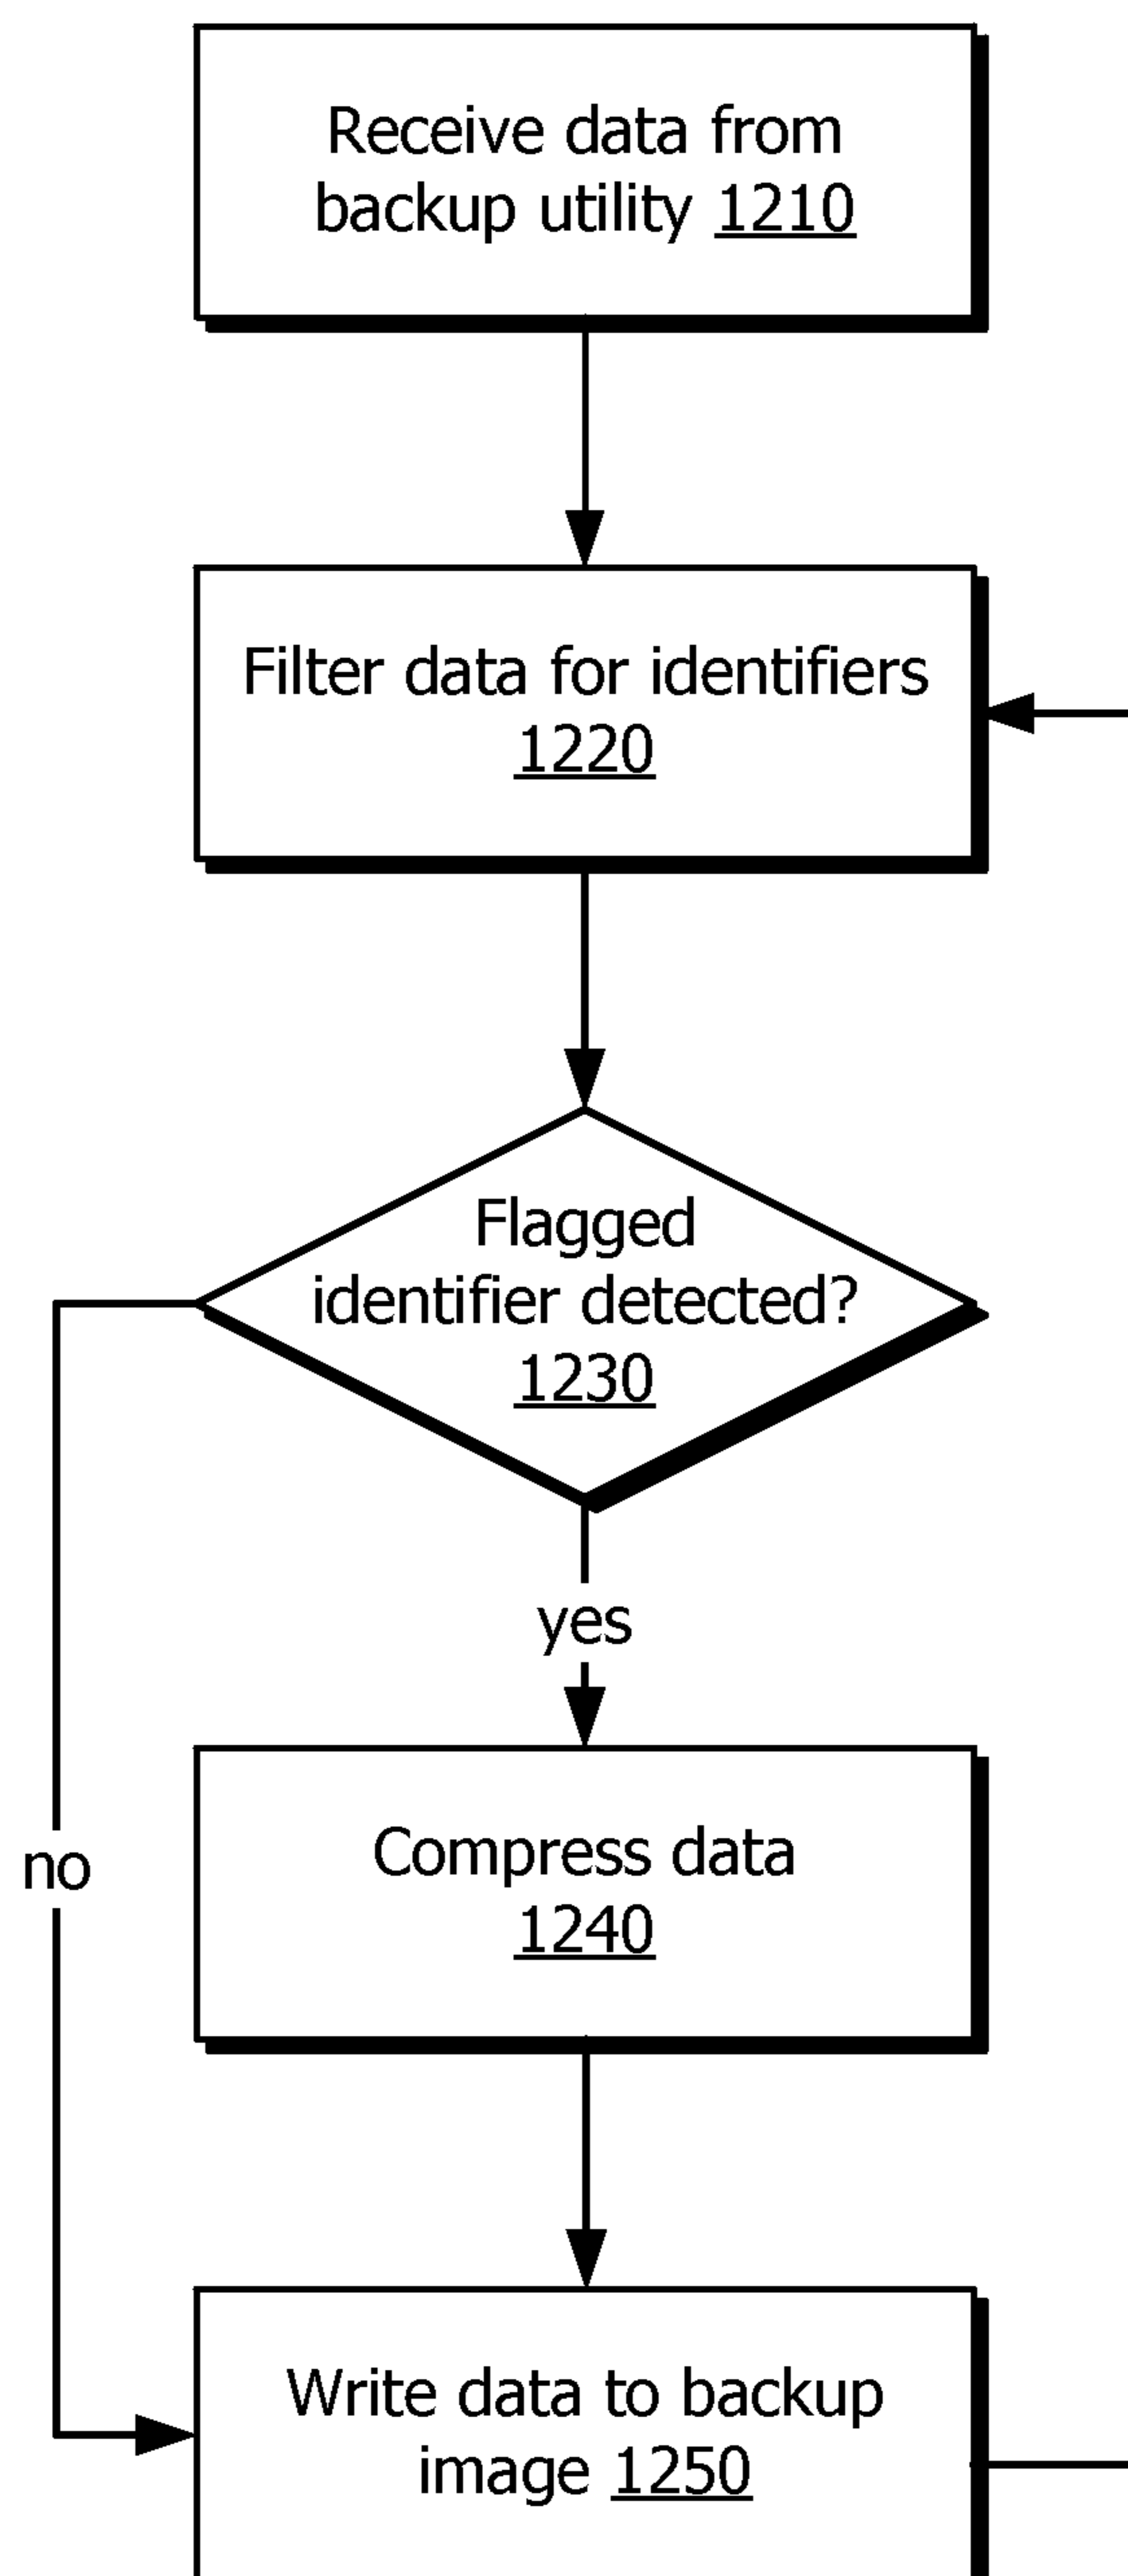 Receive data from
backup utility 1210
Filter data for identifiers
1220
Flagged
identifier detected?
1230
yes
Compress data
1240
no
Write data to backup
image 1250